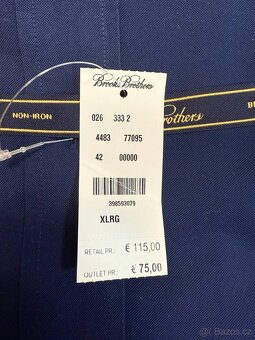 Brooks Brothers
026 333 2
4483 77095
42 00000
398593079
XLRG
RETAIL PR.: € 115,00
OUTLET PR.: € 75,00
NON-IRON
Brothers
Bazos.cz